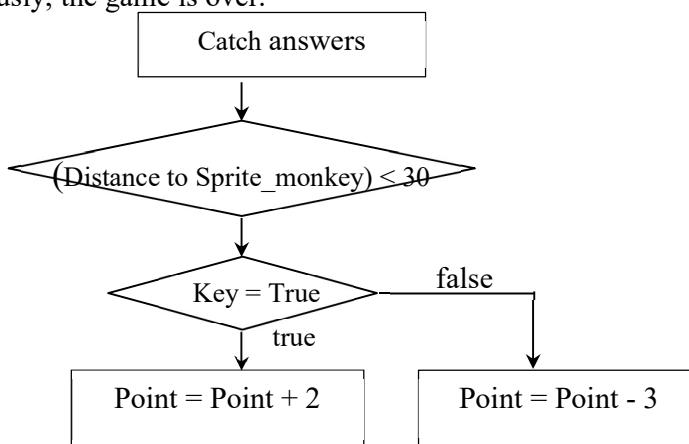 the game is over.
Catch answers
(Distance to Sprite_monkey) < 30
Key = True
false
true
Point = Point + 2
Point = Point - 3